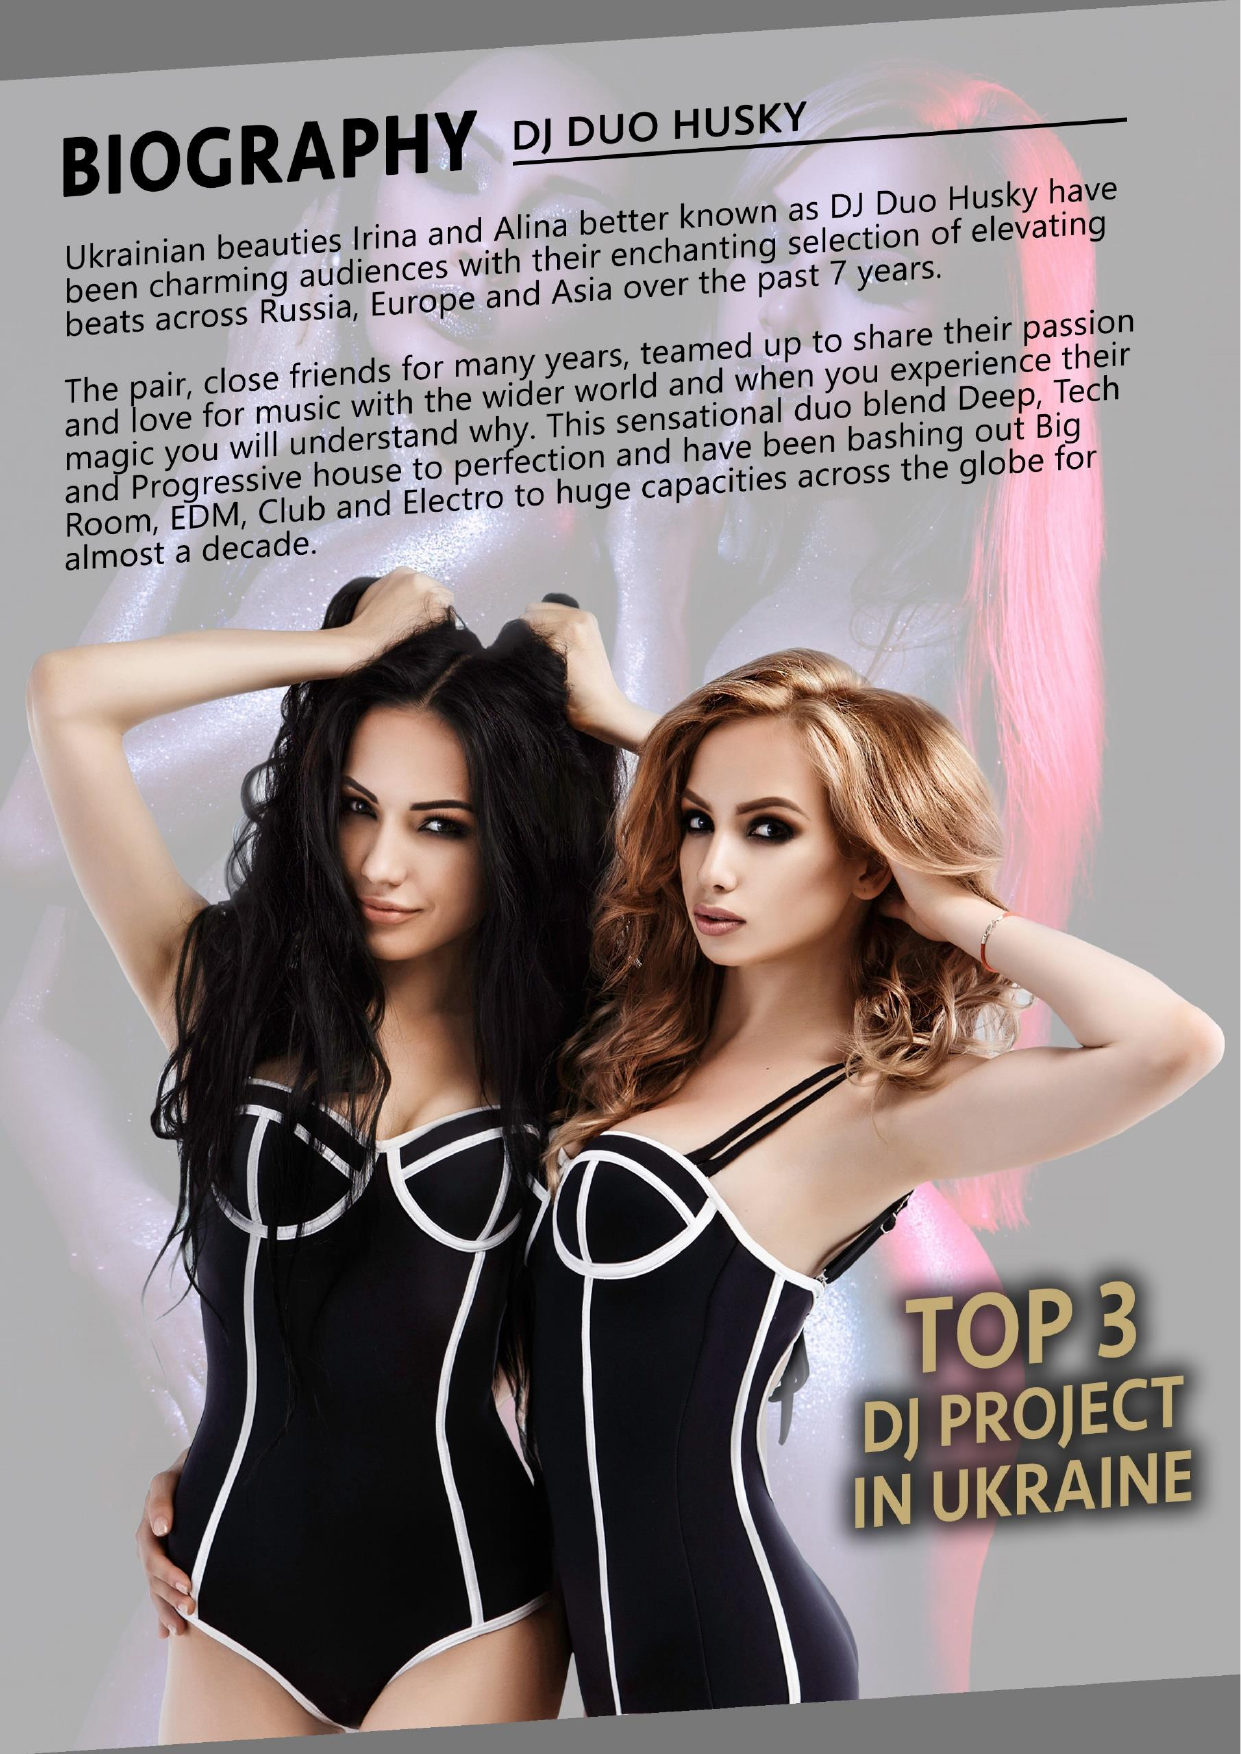 BIOGRAPHY DJ DUO HUSKY
Ukrainian beauties Irina and Alina better known as DJ Duo Husky have
been charming audiences with their enchanting selection of elevating
beats across Russia, Europe and Asia over the past 7 years.
The pair, close friends for many years, teamed up to share their passion
and love for music with the wider world and when you experience their
magic you will understand why. This sensational duo blend Deep, Tech
and Progressive house to perfection and have been bashing out Big
Room, EDM, Club and Electro to huge capacities across the globe for
almost a decade.
TOP 3
DJ PROJECT
IN UKRAINE